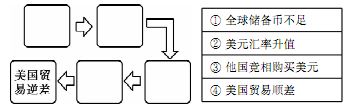 美国贸
易逆差
① 全球储备币不足
② 美元汇率升值
③ 他国竞相购买美元
④ 美国贸易顺差